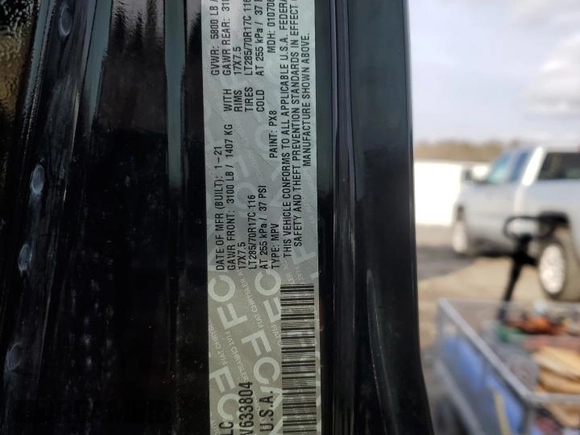 LC
DATE OF MFR (BUILT): 1-21
GVWR: 5800 LB /
GAWR FRONT: 3100 LB / 1407 KG
WITH
GAWR REAR:
17X7.5
RIMS
17X7.5
LT285/70R17C 116
TIRES
LT285/70R17C 116
AT 255 kPa / 37 PSI
COLD
AT 255 kPa / 37
TYPE: MPV
PAINT: PX8
MDH:
THIS VEHICLE CONFORMS TO ALL APPLICABLE U.S.A. FEDERAL
SAFETY AND THEFT PREVENTION STANDARDS IN EFFECT
MANUFACTURE SHOWN ABOVE.
633804
U.S.A.